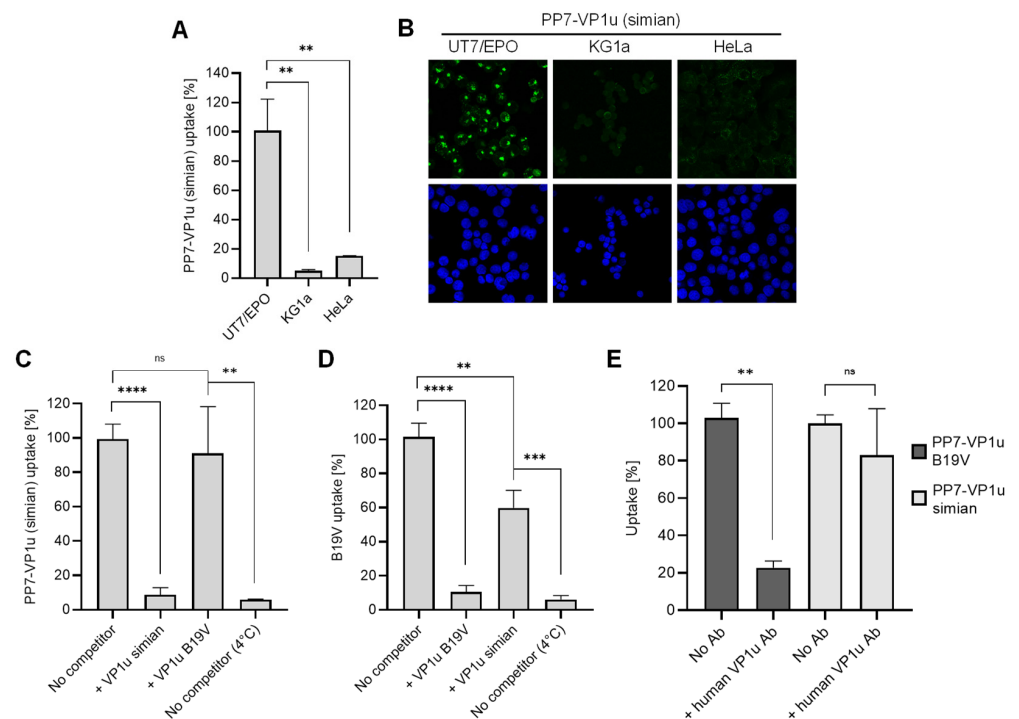 A
**
**
PP7-VP1u (simian) uptake [%]
140
120
100
80
60
40
20
0
UT7/EPO
KG1a
HeLa
B
PP7-VP1u (simian)
UT7/EPO KG1a HeLa
C
ns
****
**
PP7-VP1u (simian) uptake [%]
120
100
80
60
40
20
0
No competitor
+ VP1u simian
+ VP1u B19V
No competitor (4°C)
D
**
****
***
B19V uptake [%]
120
100
80
60
40
20
0
No competitor
+ VP1u B19V
+ VP1u simian
No competitor (4°C)
E
**
ns
Uptake [%]
120
100
80
60
40
20
0
No Ab
+ human VP1u Ab
No Ab
+ human VP1u Ab
PP7-VP1u
B19V
PP7-VP1u
simian